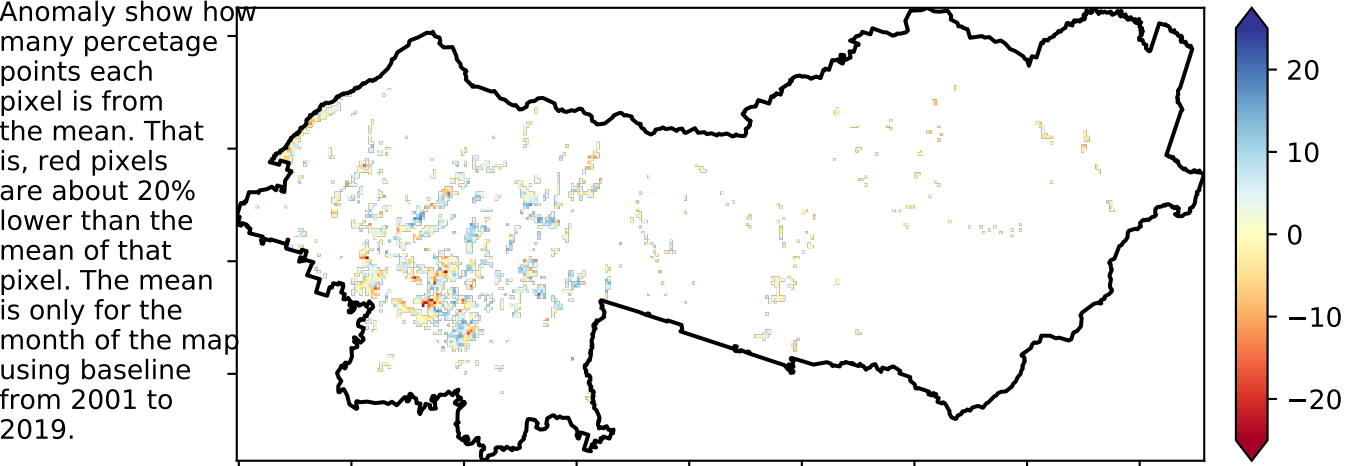 Anomaly show how
many percetage
points each
pixel is from
the mean. That
is, red pixels
are about 20%
lower than the
mean of that
pixel. The mean
is only for the
month of the map
using baseline
from 2001 to
2019.
20
10
0
−10
−20